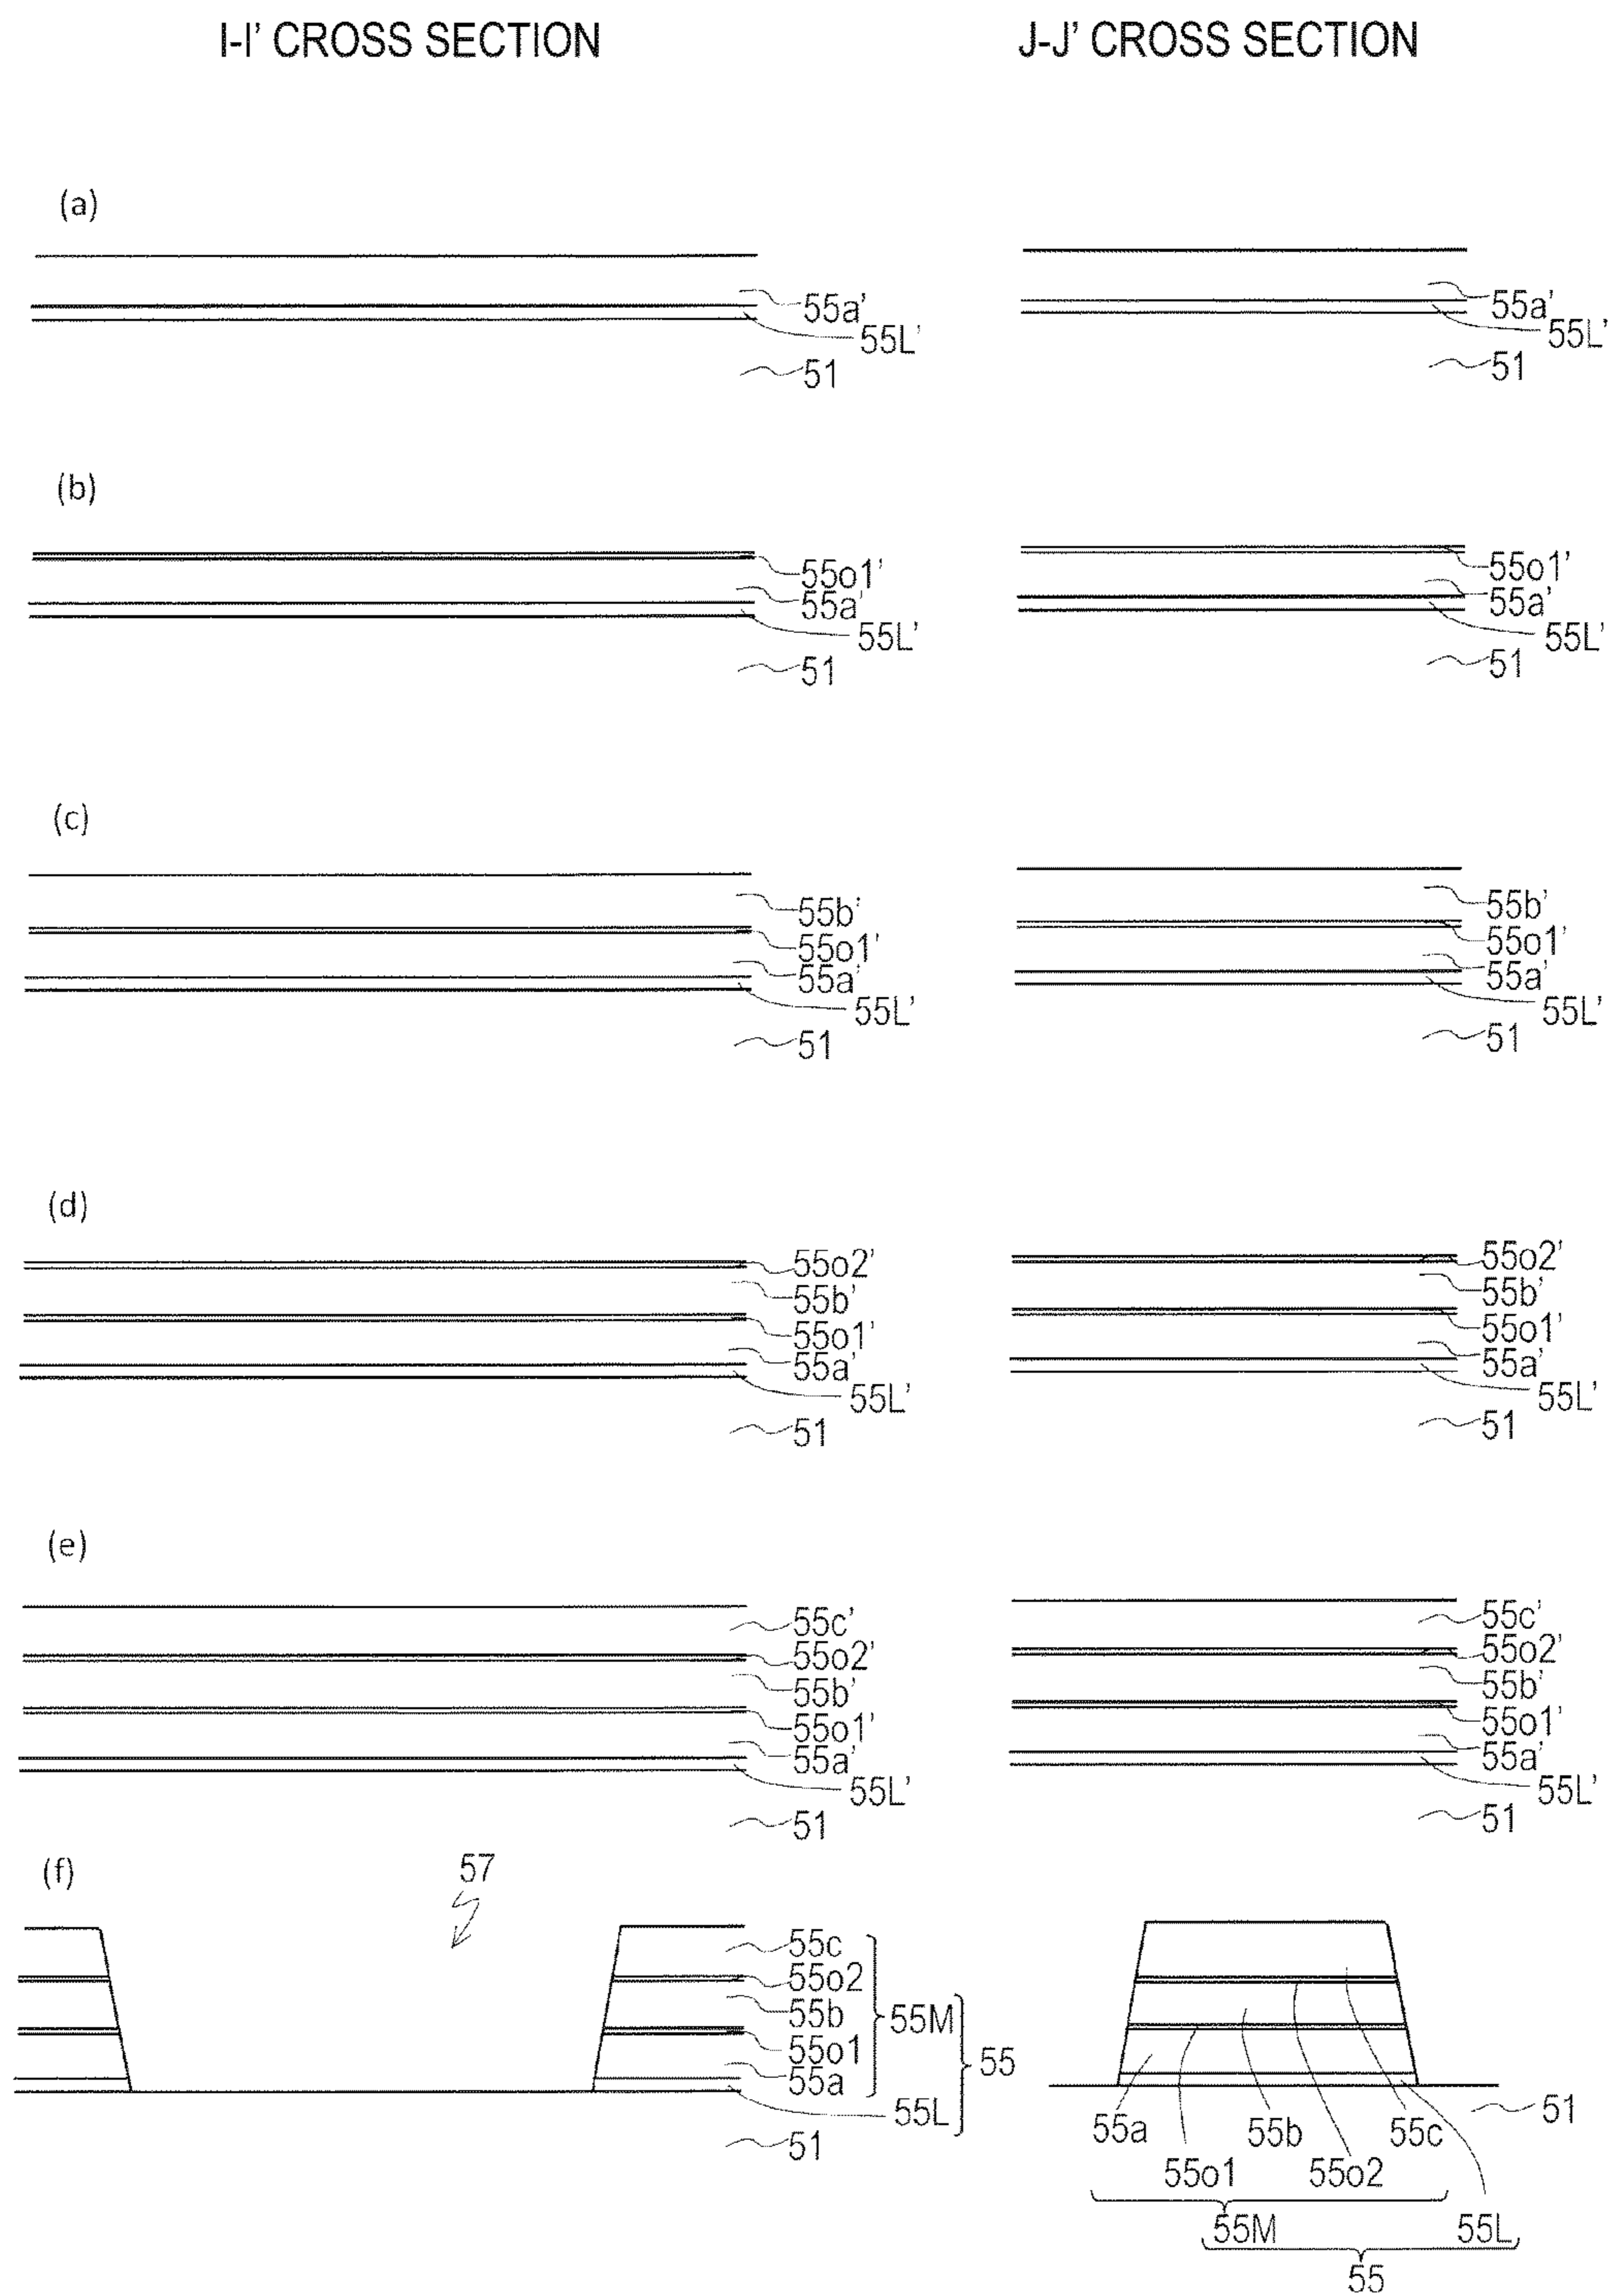 I-I' CROSS SECTION
J-J' CROSS SECTION
(a)
55a'
55L'
51
55a'
55L'
51
(b)
55o1'
55a'
55L'
51
55o1'
55a'
55L'
51
(c)
55b'
55o1'
55a'
55L'
51
55b'
55o1'
55a'
55L'
51
(d)
55o2'
55b'
55o1'
55a'
55L'
51
55o2'
55b'
55o1'
55a'
55L'
51
(e)
55c'
55o2'
55b'
55o1'
55a'
55L'
51
55c'
55o2'
55b'
55o1'
55a'
55L'
51
(f)
57
55c
55o2
55b
55o1
55a
55L
51
55M
55
55a
55b
55c
51
55o1
55o2
55M
55L
55